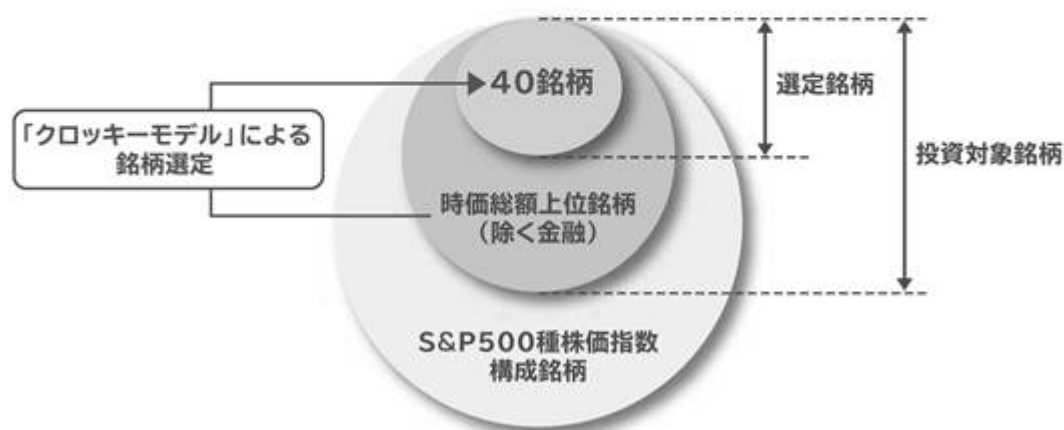 40銘柄
選定銘柄
「クロッキーモデル」による
銘柄選定
投資対象銘柄
時価総額上位銘柄
（除く金融）
S&P500種株価指数
構成銘柄